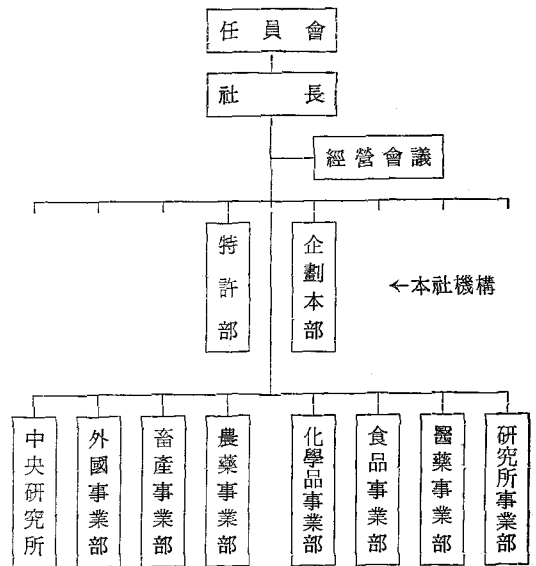 任員會
社長
經營會議
特許部
企劃本部
←本社機構
中央研究所
外國事業部
畜產事業部
農藥事業部
化學品事業部
食品事業部
醫藥事業部
研究所事業部